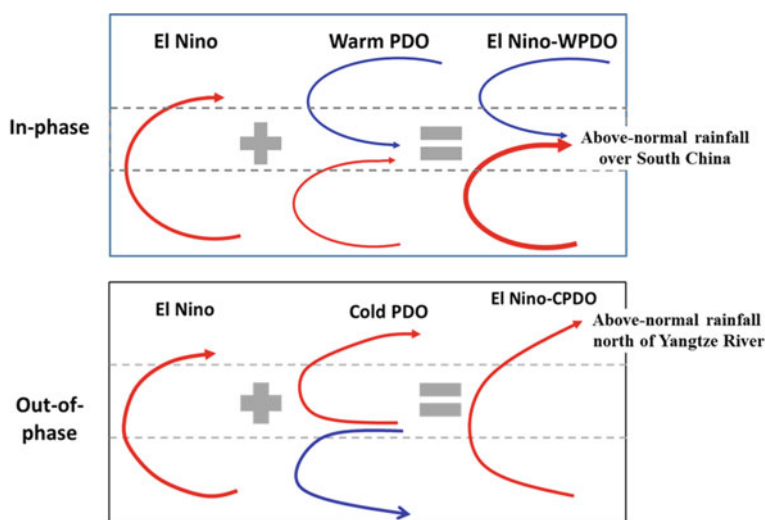 El Nino
Warm PDO
El Nino-WPDO
In-phase
Above-normal rainfall
over South China
El Nino
Cold PDO
El Nino-CPDO
Above-normal rainfall
north of Yangtze River
Out-of-
phase